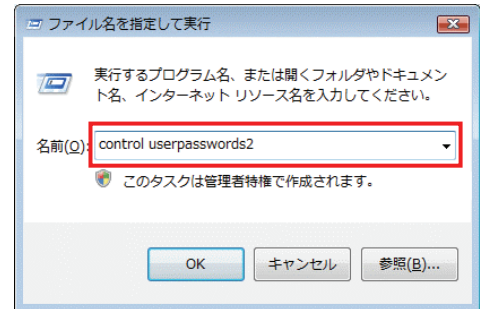 ファイル名を指定して実行
実行するプログラム名、または開くフォルダやドキュメン
ト名、インターネット リソース名を入力してください。
名前(O): control userpasswords2
このタスクは管理者特権で作成されます。
OK キャンセル 参照(B)...